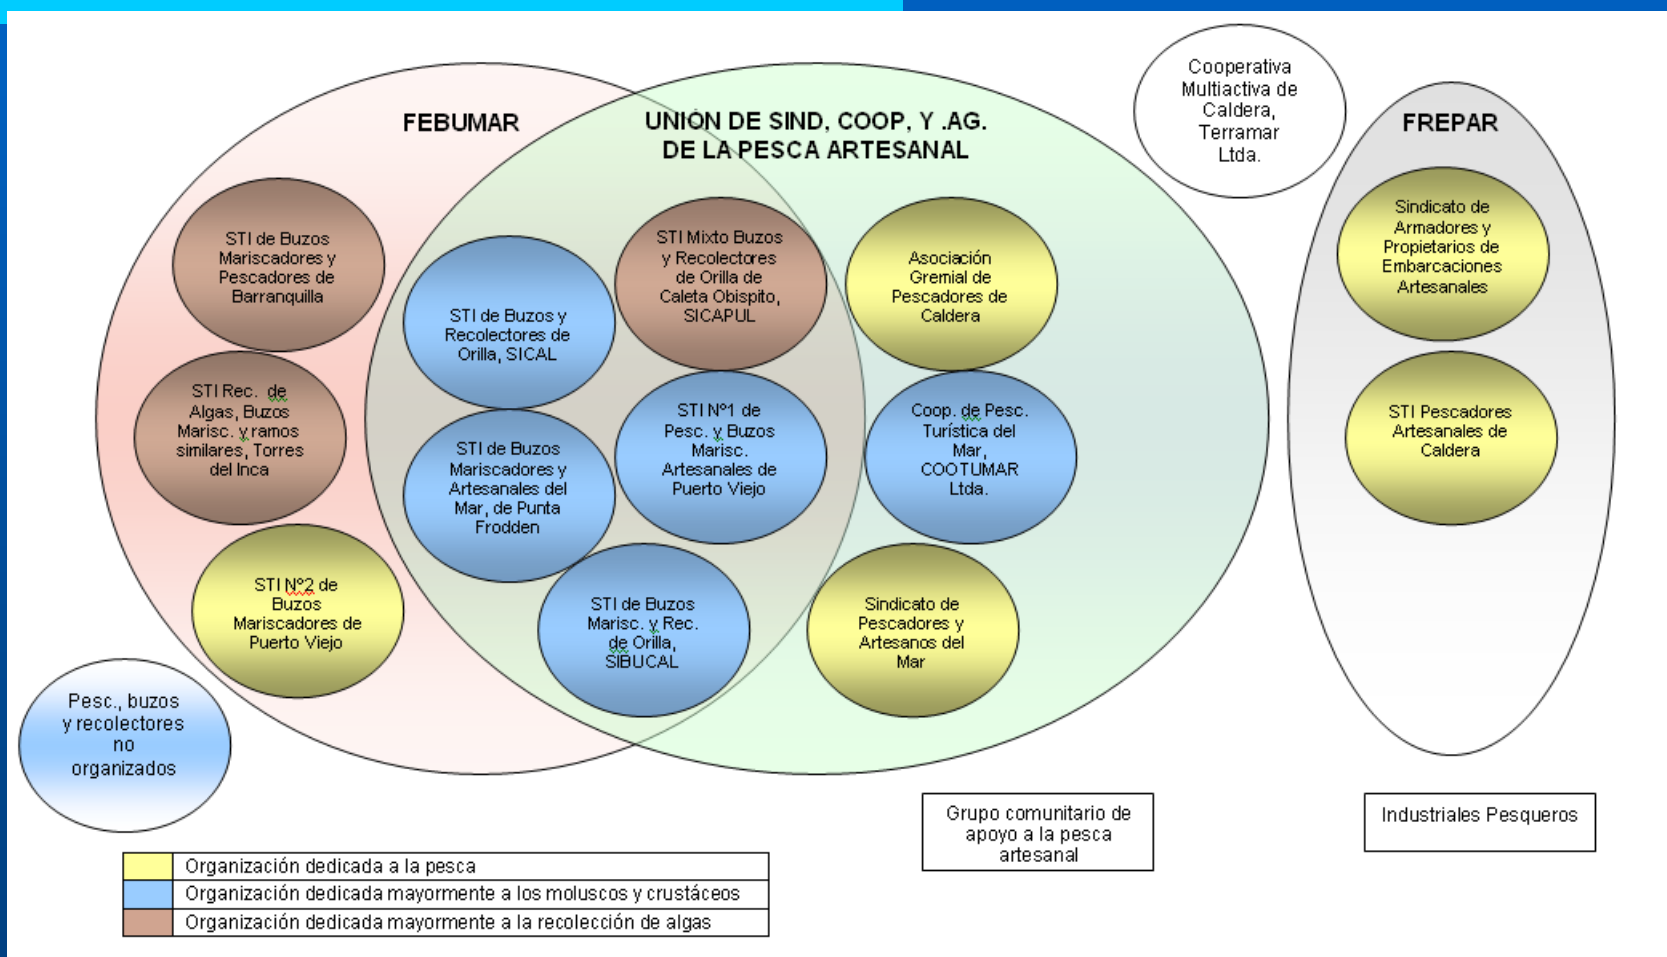 FEBUMAR
UNIÓN DE SIND, COOP, Y .AG.
DE LA PESCA ARTESANAL
Cooperativa
Multiactiva de
Caldera,
Terramar
Ltda.
FREPAR
STI de Buzos
Mariscadores y
Pescadores de
Barranquilla
STI de Buzos y
Recolectores de
Orilla, SICAL
STI Mixto Buzos
y Recolectores
de Orilla de
Caleta Obispito,
SICAPUL
Asociación
Gremial de
Pescadores de
Caldera
Sindicato de
Armadores y
Propietarios de
Embarcaciones
Artesanales
STI Rec. de
Algas, Buzos
Marisc. y ramos
similares, Torres
del Inca
STI de Buzos
Mariscadores y
Artesanales del
Mar, de Punta
Frodden
STI Nº1 de
Pesc. y Buzos
Marisc.
Artesanales de
Puerto Viejo
Coop. de Pesc.
Turística del
Mar,
COOTUMAR
Ltda.
STI Pescadores
Artesanales de
Caldera
STI Nº2 de
Buzos
Mariscadores de
Puerto Viejo
STI de Buzos
Marisc. y Rec.
de Orilla,
SIBUCAL
Sindicato de
Pescadores y
Artesanos del
Mar
Pesc., buzos
y recolectores
no
organizados
Grupo comunitario de
apoyo a la pesca
artesanal
Industriales Pesqueros
Organización dedicada a la pesca
Organización dedicada mayormente a los moluscos y crustáceos
Organización dedicada mayormente a la recolección de algas